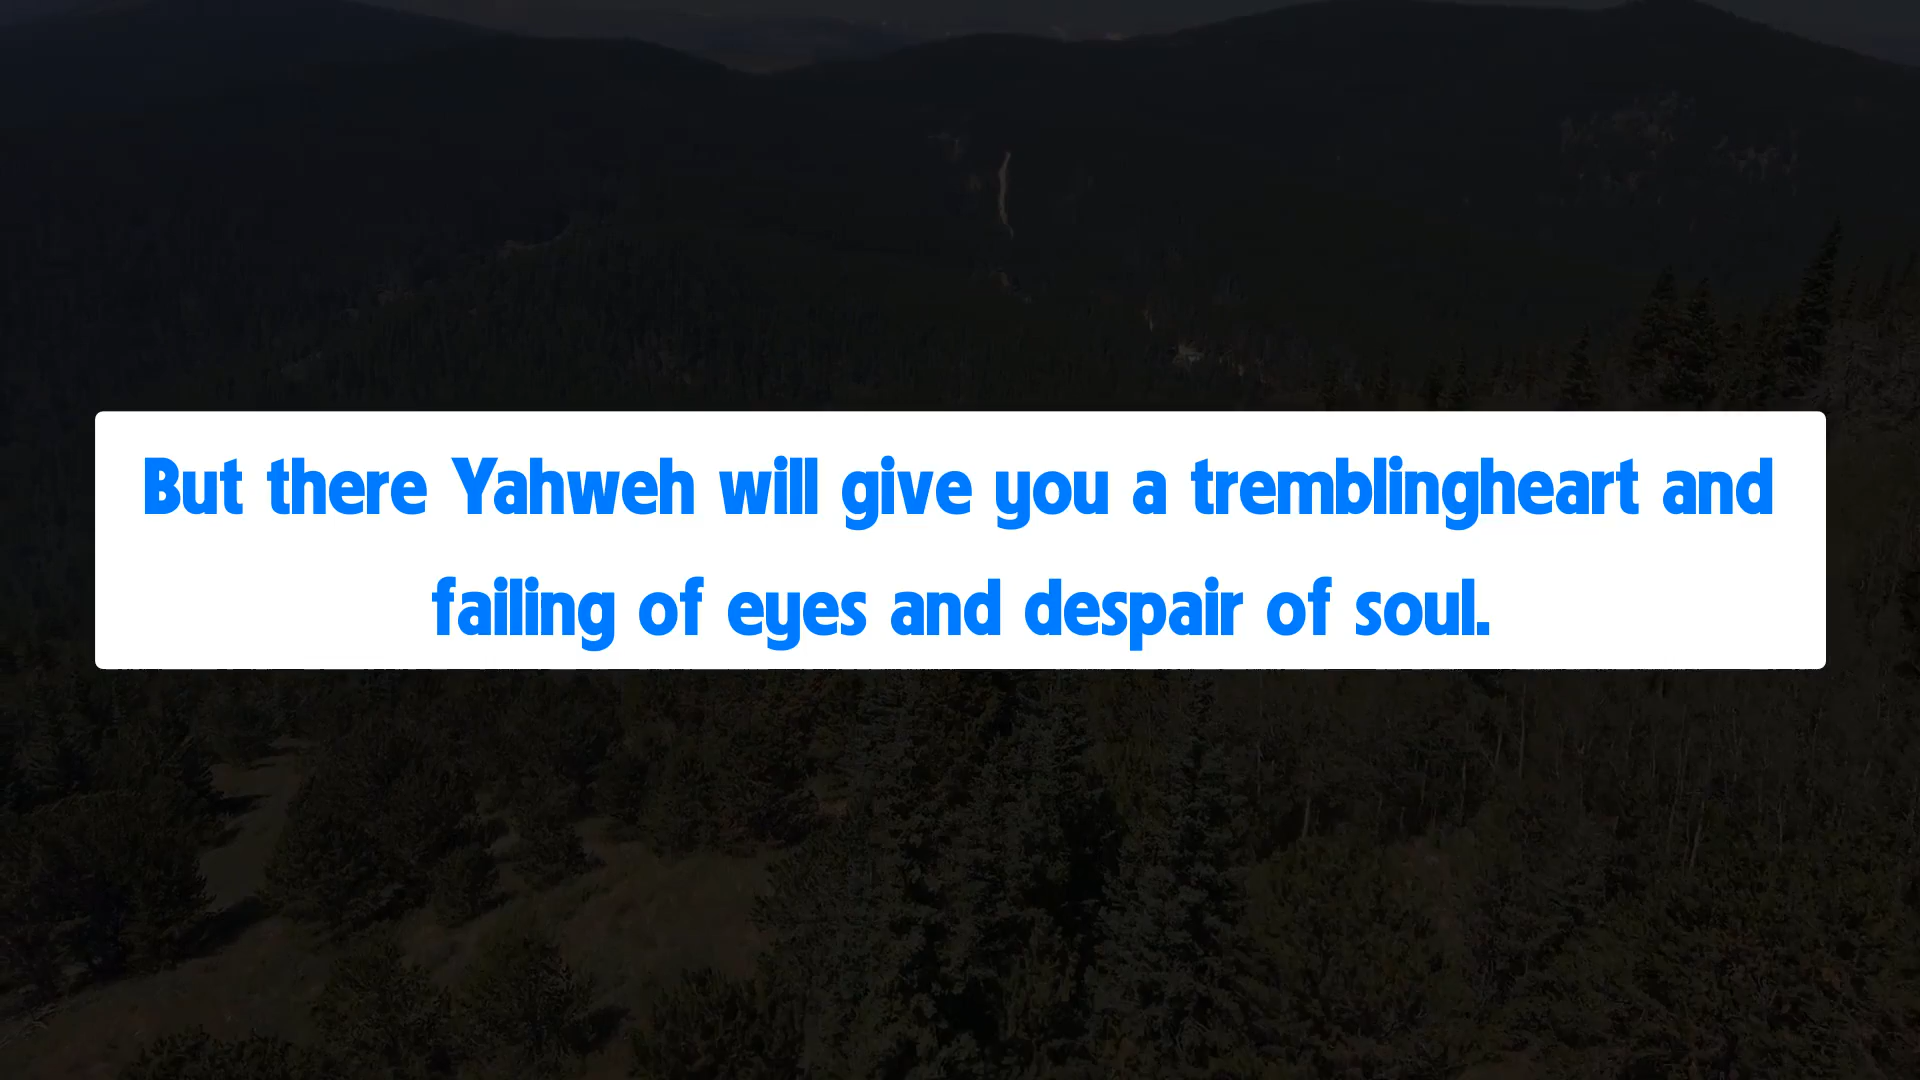 But there Yahweh will give you a tremblingheart and
failing of eyes and despair of soul.